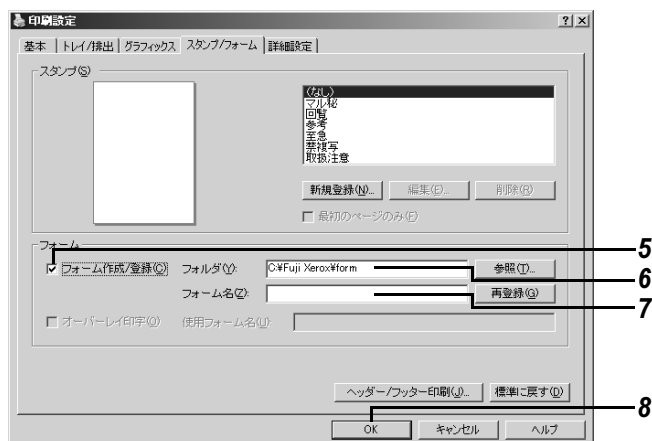 印刷設定
基本 トレイ/排出 グラフィックス スタンプ/フォーム 詳細設定
スタンプ(S)
(なし)
マル秘
回覧
参考
至急
禁複写
取扱注意
新規登録(N)... 編集(E)... 削除(R)
最初のページのみ(F)
フォーム
5
フォーム作成/登録(C) フォルダ(Y): C:¥Fuji Xerox¥form 参照(T)...
6
フォーム名(Z): 再登録(G)
7
オーバーレイ印字(O) 使用フォーム名(U):
ヘッダー/フッター印刷(J)... 標準に戻す(D)
8
OK キャンセル ヘルプ